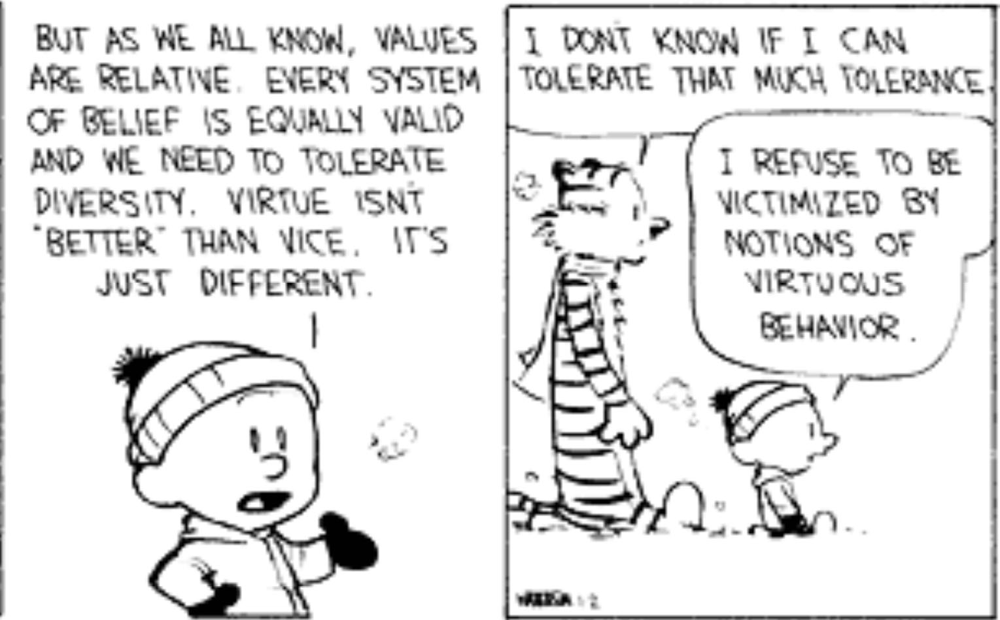 BUT AS WE ALL KNOW, VALUES
ARE RELATIVE. EVERY SYSTEM
OF BELIEF IS EQUALLY VALID
AND WE NEED TO TOLERATE
DIVERSITY. VIRTUE ISN'T
"BETTER" THAN VICE. IT'S
JUST DIFFERENT.
I DON'T KNOW IF I CAN
TOLERATE THAT MUCH TOLERANCE.
I REFUSE TO BE
VICTIMIZED BY
NOTIONS OF
VIRTUOUS
BEHAVIOR.